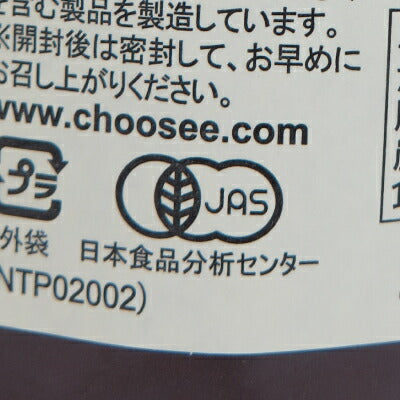 を含む製品を製造しています。
※開封後は密封して、お早めに
お召し上がりください。
www.choosee.com
プラ
JAS
外袋
日本食品分析センター
NTP02002)